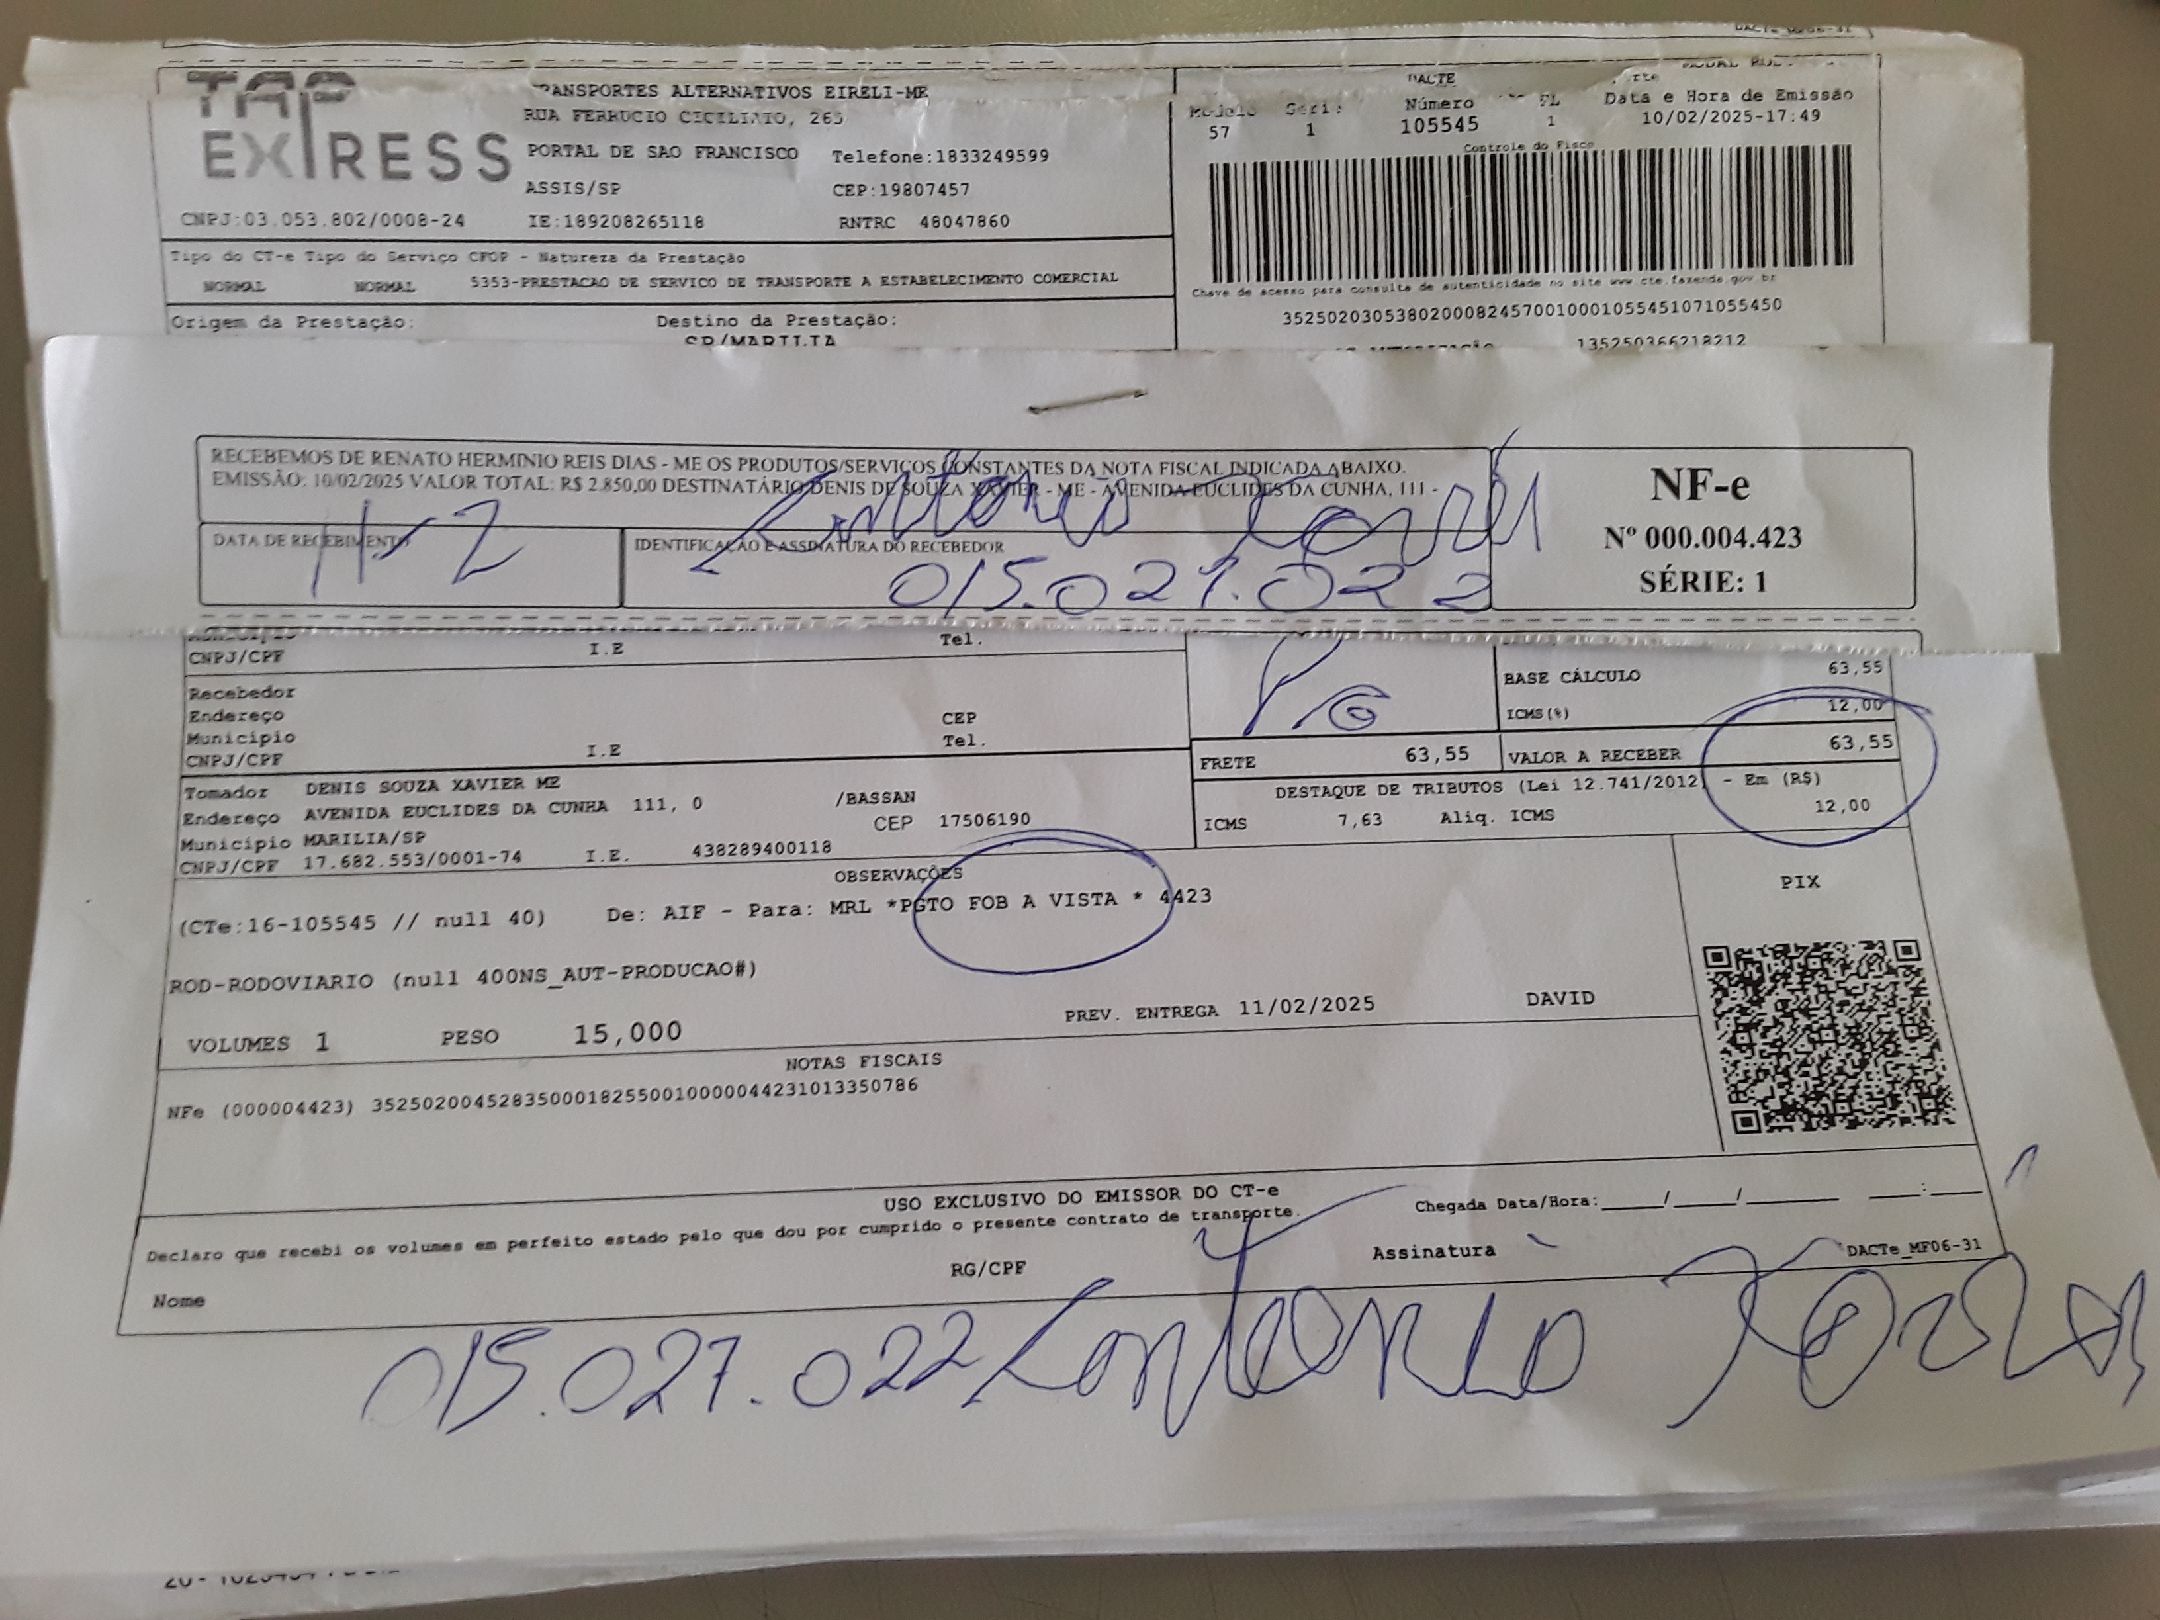 DACTe_MF06-31
TAP
EXPRESS
TRANSPORTES ALTERNATIVOS EIRELI-ME
RUA FERRUCIO CICILIATO, 265
PORTAL DE SAO FRANCISCO Telefone:1833249599
ASSIS/SP CEP:19807457
CNPJ:03.053.802/0008-24 IE:189208265118 RNTRC 48047860
DACTE
Modelo Serie Número FL Data e Hora de Emissão
57 1 105545 1 10/02/2025-17:49
Controle do Fisco
Tipo do CT-e Tipo do Serviço CFOP - Natureza da Prestação
NORMAL NORMAL 5353-PRESTACAO DE SERVICO DE TRANSPORTE A ESTABELECIMENTO COMERCIAL
Chave de acesso para consulta de autenticidade no site www.cte.fazenda.gov.br
35250203053802000824570010001055451071055450
Origem da Prestação: Destino da Prestação:
SP/MARILIA
135250366218212
RECEBEMOS DE RENATO HERMINIO REIS DIAS - ME OS PRODUTOS/SERVIÇOS CONSTANTES DA NOTA FISCAL INDICADA ABAIXO.
EMISSÃO: 10/02/2025 VALOR TOTAL: R$ 2.850,00 DESTINATÁRIO DENIS DE SOUZA XAVIER - ME - AVENIDA EUCLIDES DA CUNHA, 111 -
DATA DE RECEBIMENTO
11-2
IDENTIFICAÇÃO E ASSINATURA DO RECEBEDOR
Antonio
015.027.022
NF-e
Nº 000.004.423
SÉRIE: 1
CNPJ/CPF I.E Tel.
Recebedor
Endereço CEP
Município Tel.
CNPJ/CPF I.E
PG
BASE CÁLCULO 63,55
ICMS(%) 12,00
FRETE 63,55 VALOR A RECEBER 63,55
DESTAQUE DE TRIBUTOS (Lei 12.741/2012) - Em (R$)
ICMS 7,63 Aliq. ICMS 12,00
Tomador DENIS SOUZA XAVIER ME
Endereço AVENIDA EUCLIDES DA CUNHA 111, 0 /BASSAN
Município MARILIA/SP CEP 17506190
CNPJ/CPF 17.682.553/0001-74 I.E. 438289400118
OBSERVAÇÕES
(CTe:16-105545 // null 40) De: AIF - Para: MRL *PGTO FOB A VISTA * 4423
ROD-RODOVIARIO (null 400NS_AUT-PRODUCAO#)
VOLUMES 1 PESO 15,000 PREV. ENTREGA 11/02/2025 DAVID
PIX
NOTAS FISCAIS
NFe (000004423) 35250200452835000182550010000044231013350786
USO EXCLUSIVO DO EMISSOR DO CT-e
Declaro que recebi os volumes em perfeito estado pelo que dou por cumprido o presente contrato de transporte.
Chegada Data/Hora:_____/_____/_______ ____:____
Nome RG/CPF Assinatura
DACTe_MF06-31
015.027.022 Antonio